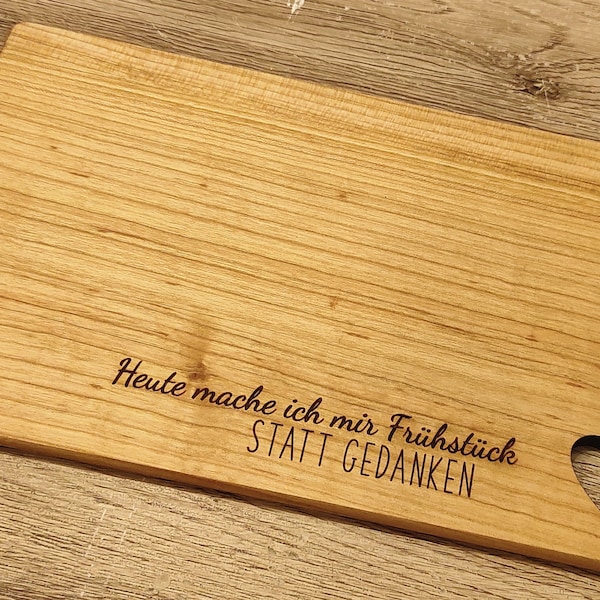 Heute mache ich mir Frühstück
STATT GEDANKEN